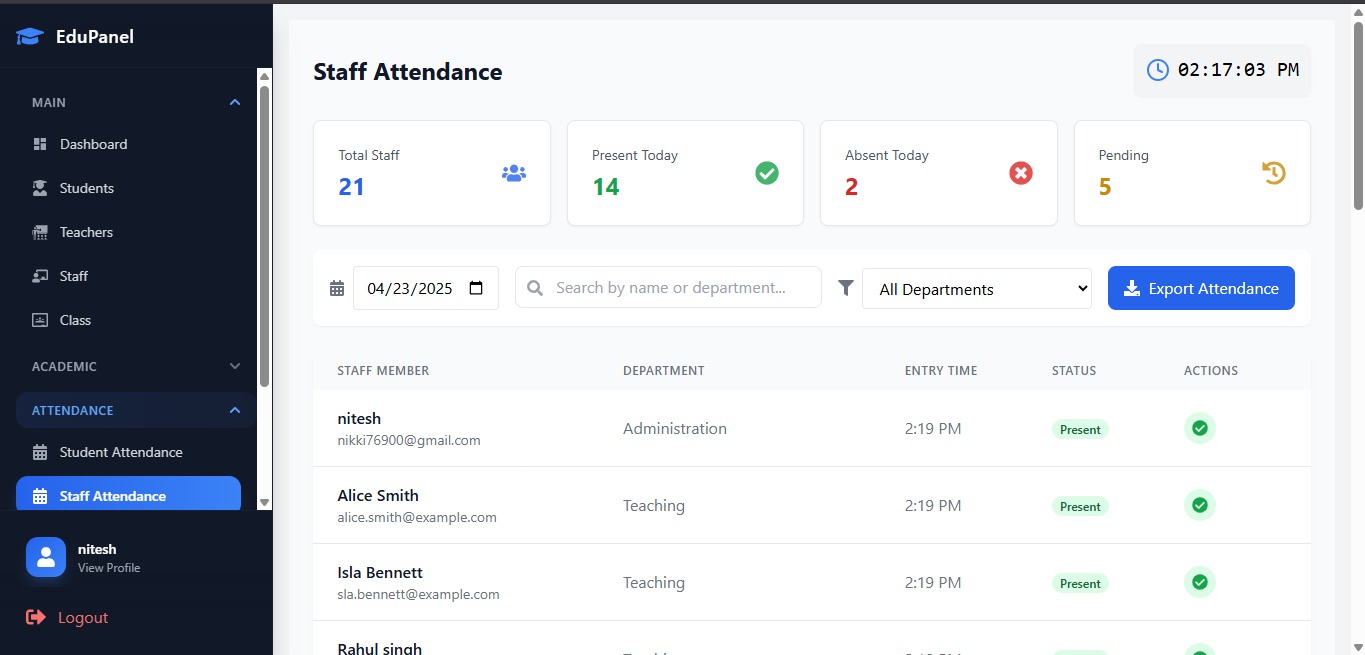 EduPanel
MAIN
Dashboard
Students
Teachers
Staff
Class
ACADEMIC
ATTENDANCE
Student Attendance
Staff Attendance
nitesh
View Profile
Logout
Staff Attendance
02:17:03 PM
Total Staff
21
Present Today
14
Absent Today
2
Pending
5
04/23/2025
Search by name or department...
All Departments
Export Attendance
STAFF MEMBER DEPARTMENT ENTRY TIME STATUS ACTIONS
nitesh
nikki76900@gmail.com
Administration 2:19 PM Present
Alice Smith
alice.smith@example.com
Teaching 2:19 PM Present
Isla Bennett
sla.bennett@example.com
Teaching 2:19 PM Present
Rahul singh